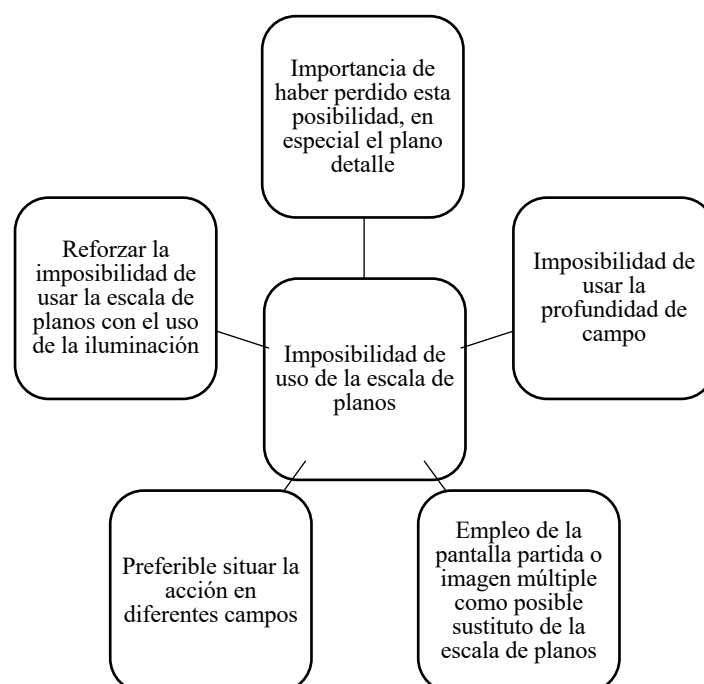 Importancia de
haber perdido esta
posibilidad, en
especial el plano
detalle
Reforzar la
imposibilidad de
usar la escala de
planos con el uso
de la iluminación
Imposibilidad de
usar la
profundidad de
campo
Imposibilidad de
uso de la escala de
planos
Preferible situar la
acción en
diferentes campos
Empleo de la
pantalla partida o
imagen múltiple
como posible
sustituto de la
escala de planos